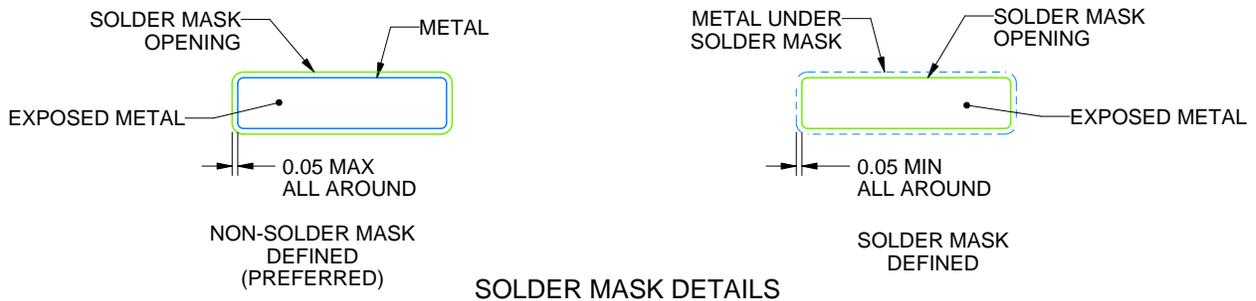 SOLDER MASK
OPENING
METAL
EXPOSED METAL
0.05 MAX
ALL AROUND
NON-SOLDER MASK
DEFINED
(PREFERRED)
METAL UNDER
SOLDER MASK
SOLDER MASK
OPENING
EXPOSED METAL
0.05 MIN
ALL AROUND
SOLDER MASK
DEFINED
SOLDER MASK DETAILS